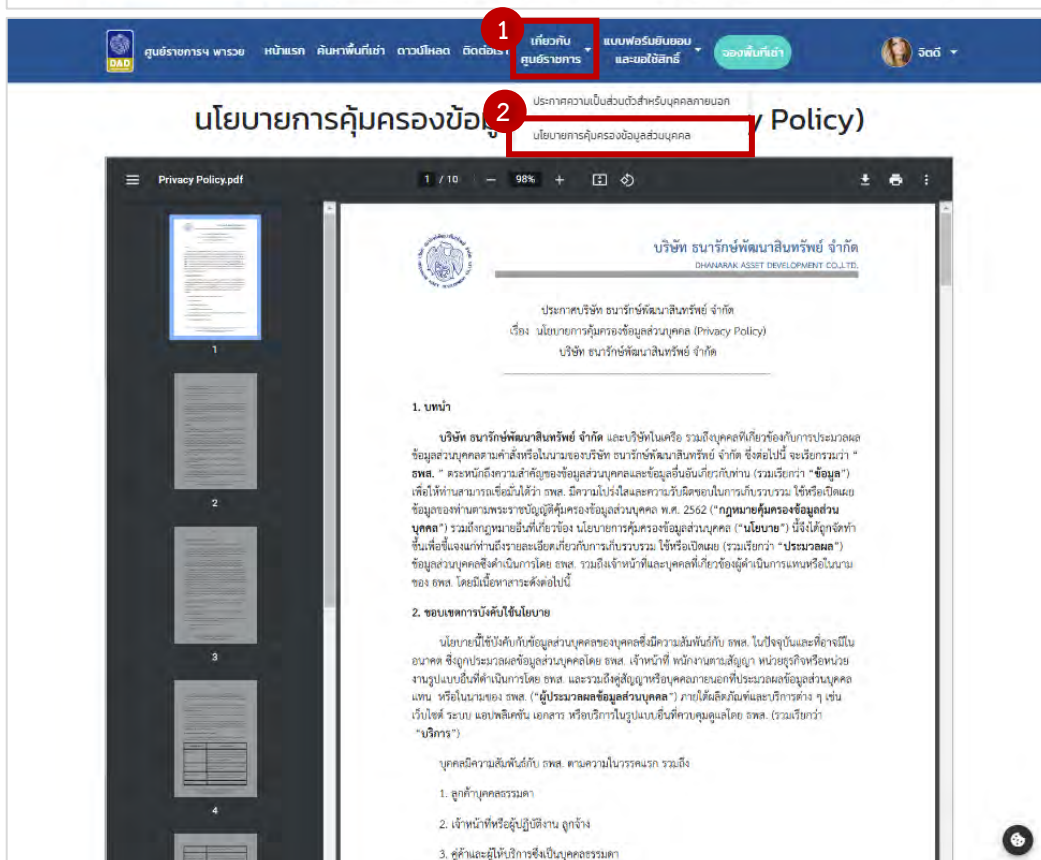 1
ศูนย์ราชการฯ พารวย หน้าแรก ค้นหาพื้นที่เช่า ดาวน์โหลด ติดต่อเรา เกี่ยวกับ ศูนย์ราชการ แบบฟอร์มยินยอม และขอใช้สิทธิ์ จองพื้นที่เช่า จิตดี
DAD
ประกาศความเป็นส่วนตัวสำหรับบุคคลภายนอก
2
นโยบายการคุ้มครองข้อมูลส่วนบุคคล
นโยบายการคุ้มครองข้อมู y Policy)
Privacy Policy.pdf 1 / 10 − 98% +
บริษัท ธนารักษ์พัฒนาสินทรัพย์ จำกัด
DHANARAK ASSET DEVELOPMENT CO.,LTD.
ประกาศบริษัท ธนารักษ์พัฒนาสินทรัพย์ จำกัด
เรื่อง นโยบายการคุ้มครองข้อมูลส่วนบุคคล (Privacy Policy)
บริษัท ธนารักษ์พัฒนาสินทรัพย์ จำกัด
1
2
3
4
1. บทนำ
บริษัท ธนารักษ์พัฒนาสินทรัพย์ จำกัด และบริษัทในเครือ รวมถึงบุคคลที่เกี่ยวข้องกับการประมวลผล
ข้อมูลส่วนบุคคลตามคำสั่งหรือในนามของบริษัท ธนารักษ์พัฒนาสินทรัพย์ จำกัด ซึ่งต่อไปนี้ จะเรียกรวมว่า “
ธพส. ” ตระหนักถึงความสำคัญของข้อมูลส่วนบุคคลและข้อมูลอื่นอันเกี่ยวกับท่าน (รวมเรียกว่า “ข้อมูล”)
เพื่อให้ท่านสามารถเชื่อมั่นได้ว่า ธพส. มีความโปร่งใสและความรับผิดชอบในการเก็บรวบรวม ใช้หรือเปิดเผย
ข้อมูลของท่านตามพระราชบัญญัติคุ้มครองข้อมูลส่วนบุคคล พ.ศ. 2562 (“กฎหมายคุ้มครองข้อมูลส่วน
บุคคล”) รวมถึงกฎหมายอื่นที่เกี่ยวข้อง นโยบายการคุ้มครองข้อมูลส่วนบุคคล (“นโยบาย”) นี้จึงได้ถูกจัดทำ
ขึ้นเพื่อชี้แจงแก่ท่านถึงรายละเอียดเกี่ยวกับการเก็บรวบรวม ใช้หรือเปิดเผย (รวมเรียกว่า “ประมวลผล”)
ข้อมูลส่วนบุคคลซึ่งดำเนินการโดย ธพส. รวมถึงเจ้าหน้าที่และบุคคลที่เกี่ยวข้องผู้ดำเนินการแทนหรือในนาม
ของ ธพส. โดยมีเนื้อหาสาระดังต่อไปนี้
2. ขอบเขตการบังคับใช้นโยบาย
นโยบายนี้ใช้บังคับกับข้อมูลส่วนบุคคลของบุคคลซึ่งมีความสัมพันธ์กับ ธพส. ในปัจจุบันและที่อาจมีใน
อนาคต ซึ่งถูกประมวลผลข้อมูลส่วนบุคคลโดย ธพส. เจ้าหน้าที่ พนักงานตามสัญญา หน่วยธุรกิจหรือหน่วย
งานรูปแบบอื่นที่ดำเนินการโดย ธพส. และรวมถึงคู่สัญญาหรือบุคคลภายนอกที่ประมวลผลข้อมูลส่วนบุคคล
แทน หรือในนามของ ธพส. (“ผู้ประมวลผลข้อมูลส่วนบุคคล”) ภายใต้ผลิตภัณฑ์และบริการต่าง ๆ เช่น
เว็บไซต์ ระบบ แอปพลิเคชัน เอกสาร หรือบริการในรูปแบบอื่นที่ควบคุมดูแลโดย ธพส. (รวมเรียกว่า
“บริการ”)
บุคคลมีความสัมพันธ์กับ ธพส. ตามความในวรรคแรก รวมถึง
1. ลูกค้าบุคคลธรรมดา
2. เจ้าหน้าที่หรือผู้ปฏิบัติงาน ลูกจ้าง
3. คู่ค้าและผู้ให้บริการซึ่งเป็นบุคคลธรรมดา